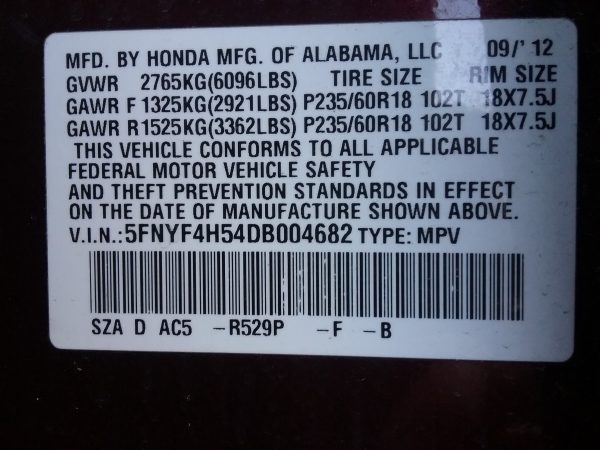 MFD. BY HONDA MFG. OF ALABAMA, LLC 09/' 12
GVWR 2765KG(6096LBS) TIRE SIZE RIM SIZE
GAWR F 1325KG(2921LBS) P235/60R18 102T 18X7.5J
GAWR R 1525KG(3362LBS) P235/60R18 102T 18X7.5J
THIS VEHICLE CONFORMS TO ALL APPLICABLE
FEDERAL MOTOR VEHICLE SAFETY
AND THEFT PREVENTION STANDARDS IN EFFECT
ON THE DATE OF MANUFACTURE SHOWN ABOVE.
V.I.N.:5FNYF4H54DB004682 TYPE: MPV
SZA D AC5 -R529P -F -B